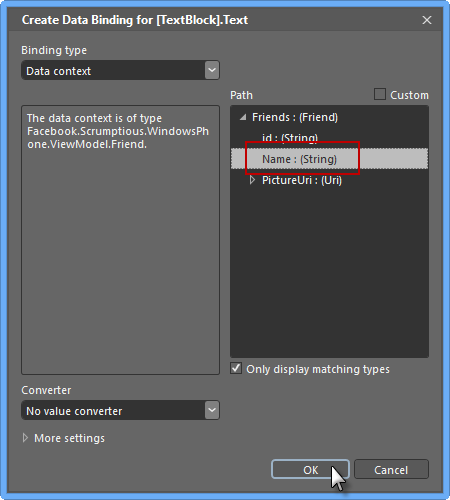 Create Data Binding for [TextBlock].Text
Binding type
Data context
Path
Custom
The data context is of type
Facebook.Scrumptious.WindowsPho
ne.ViewModel.Friend.
Friends : (Friend)
id : (String)
Name : (String)
PictureUri : (Uri)
Only display matching types
Converter
No value converter
More settings
OK
Cancel